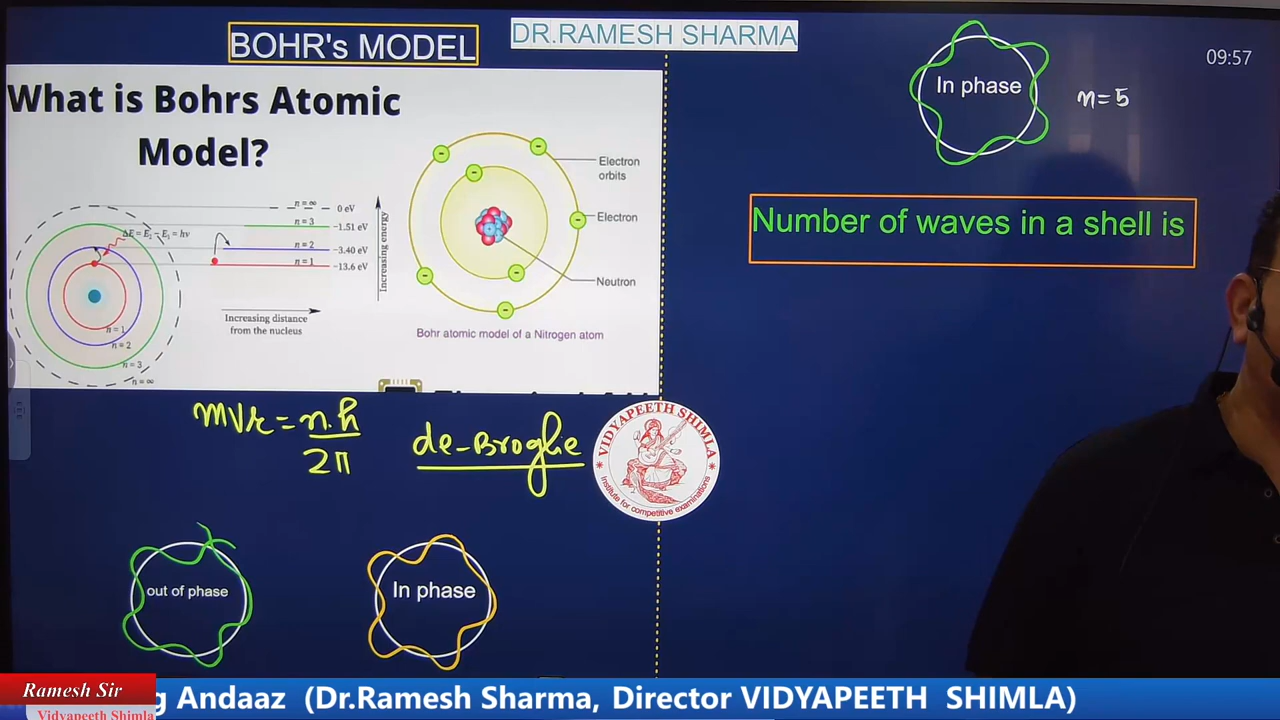 BOHR's MODEL
DR.RAMESH SHARMA
09:57
What is Bohrs Atomic
Model?
n = ∞
0 eV
n = 3
−1.51 eV
n = 2
−3.40 eV
n = 1
−13.6 eV
ΔE = E₂ − E₁ = hν
n = 1
n = 2
n = 3
n = ∞
Increasing distance
from the nucleus
Increasing energy
Electron
orbits
Electron
Neutron
Bohr atomic model of a Nitrogen atom
In phase
n=5
Number of waves in a shell is
mvr = n.h
2π
de-Broglie
VIDYAPEETH SHIMLA
Institute for competitive examinations
out of phase
In phase
Ramesh Sir
Vidyapeeth Shimla
g Andaaz (Dr.Ramesh Sharma, Director VIDYAPEETH SHIMLA)